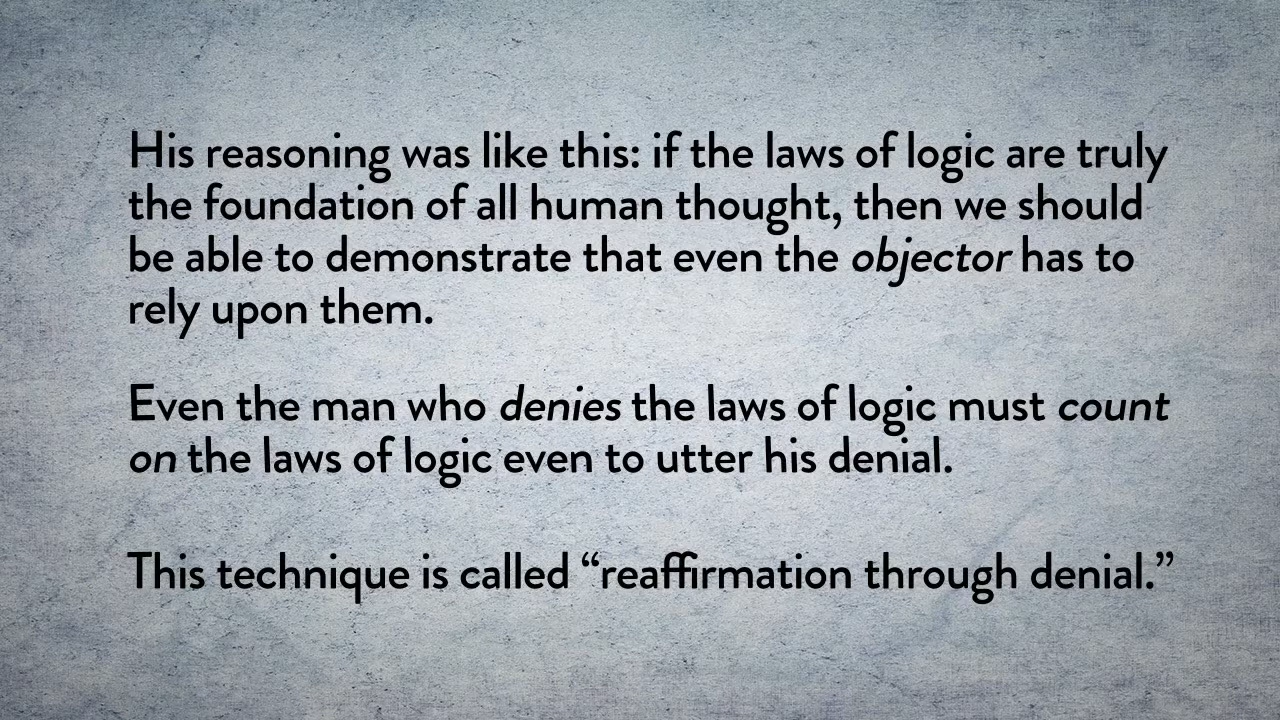 His reasoning was like this: if the laws of logic are truly
the foundation of all human thought, then we should
be able to demonstrate that even the objector has to
rely upon them.
Even the man who denies the laws of logic must count
on the laws of logic even to utter his denial.
This technique is called “reaffirmation through denial.”